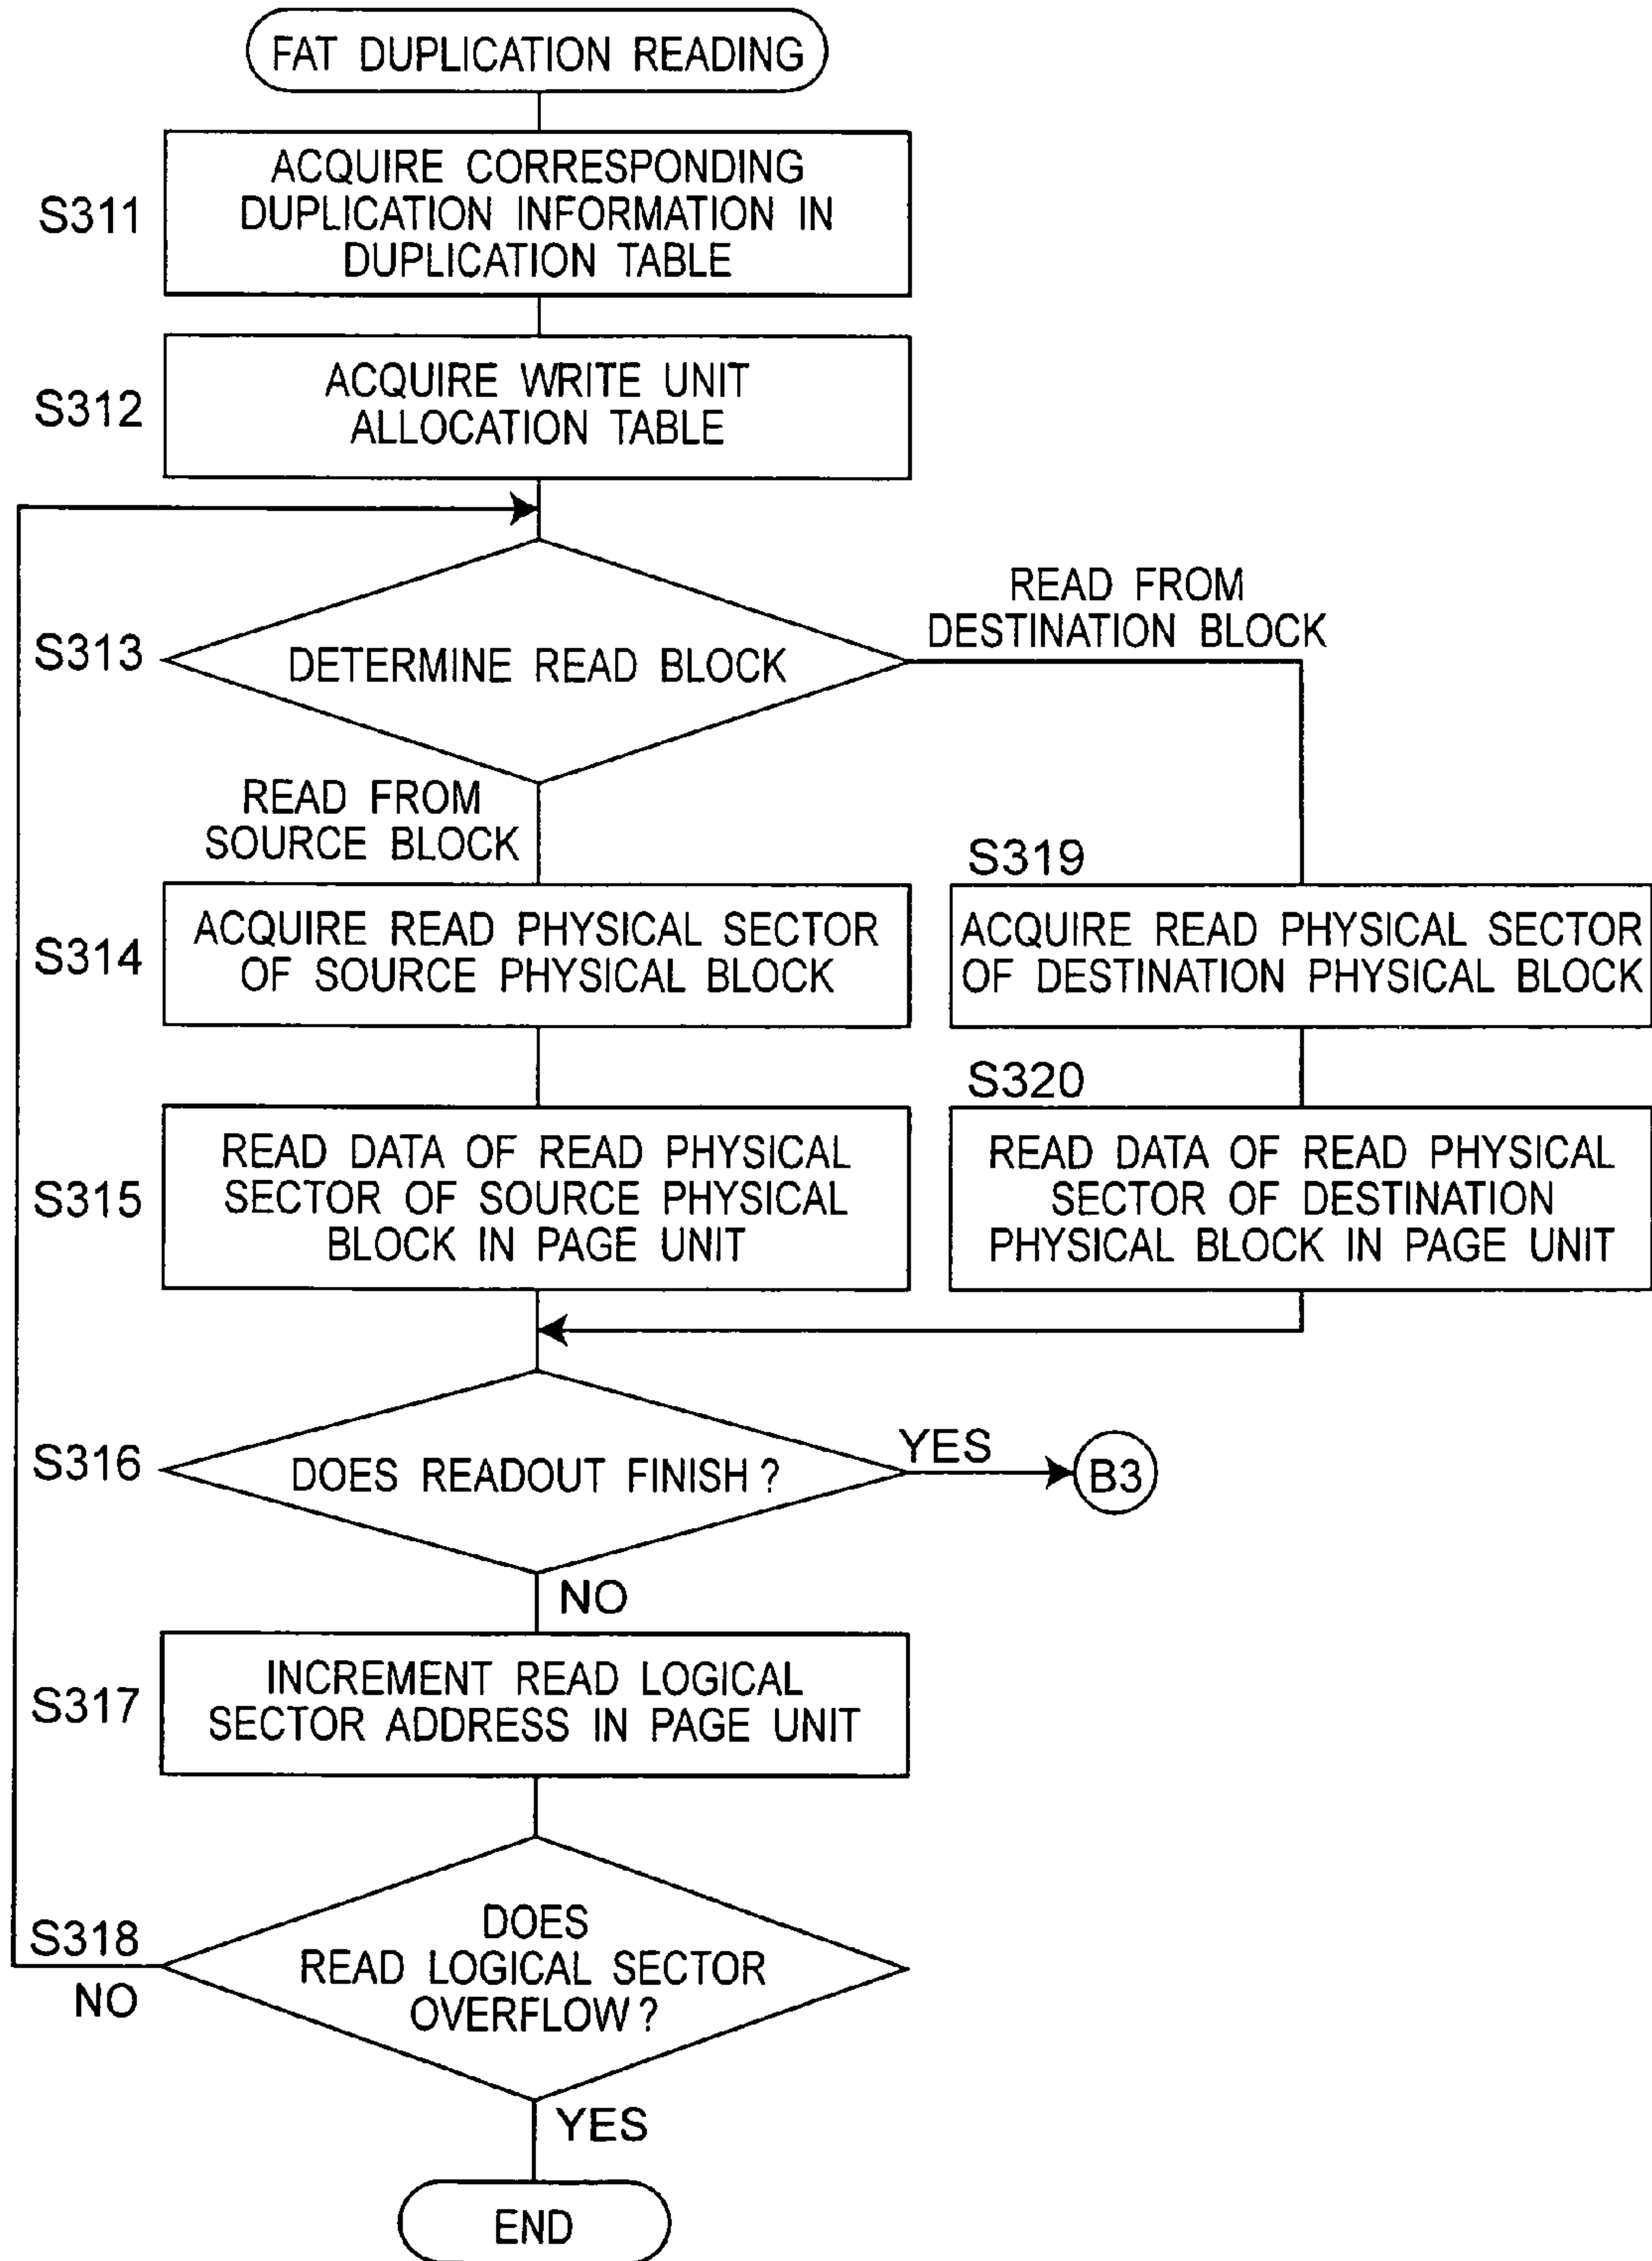 FAT DUPLICATION READING
S311
ACQUIRE CORRESPONDING
DUPLICATION INFORMATION IN
DUPLICATION TABLE
S312
ACQUIRE WRITE UNIT
ALLOCATION TABLE
S313
DETERMINE READ BLOCK
READ FROM
DESTINATION BLOCK
READ FROM
SOURCE BLOCK
S314
ACQUIRE READ PHYSICAL SECTOR
OF SOURCE PHYSICAL BLOCK
S319
ACQUIRE READ PHYSICAL SECTOR
OF DESTINATION PHYSICAL BLOCK
S315
READ DATA OF READ PHYSICAL
SECTOR OF SOURCE PHYSICAL
BLOCK IN PAGE UNIT
S320
READ DATA OF READ PHYSICAL
SECTOR OF DESTINATION
PHYSICAL BLOCK IN PAGE UNIT
S316
DOES READOUT FINISH ?
YES
B3
NO
S317
INCREMENT READ LOGICAL
SECTOR ADDRESS IN PAGE UNIT
S318
NO
DOES
READ LOGICAL SECTOR
OVERFLOW ?
YES
END